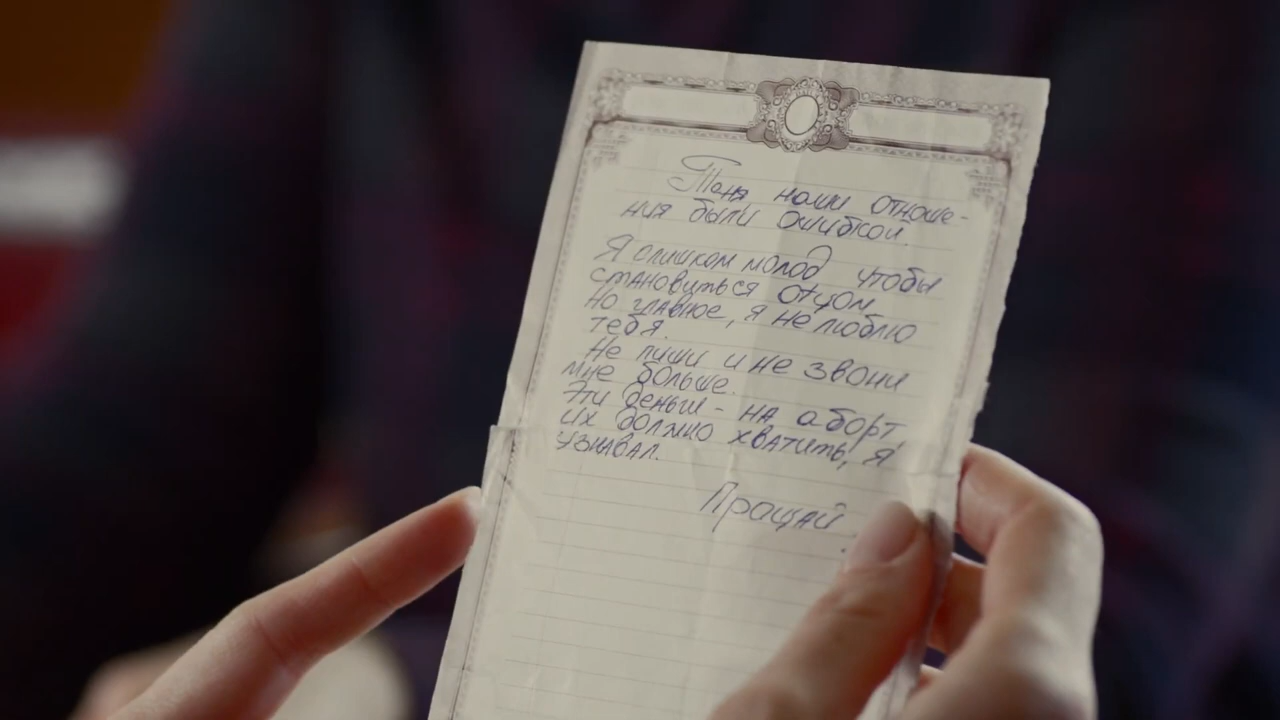 Таня наши отноше-
ния были ошибкой.
Я слишком молод чтобы
становиться отцом.
Но главное, я не люблю
тебя.
Не пиши и не звони
мне больше.
Эти деньги - на аборт
их должно хватить, я
узнавал.
Прощай.